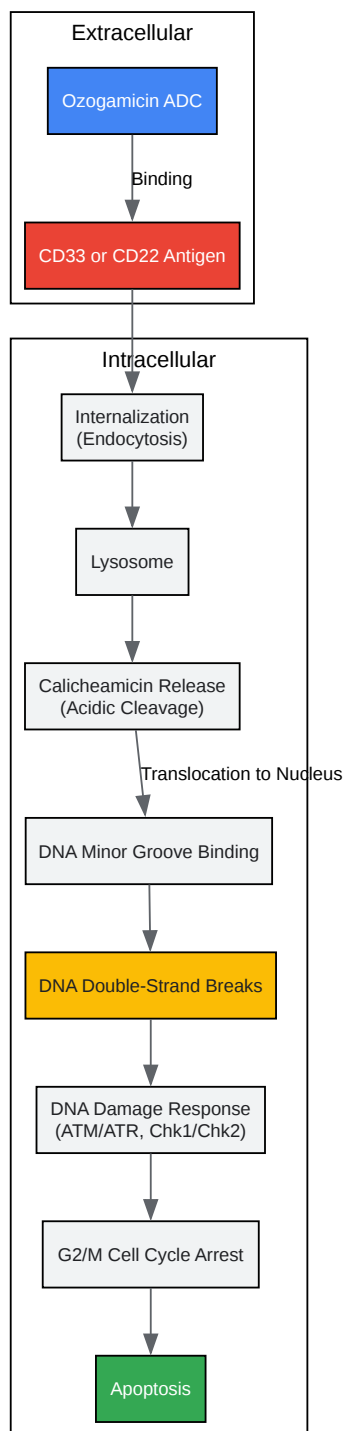 Extracellular
Ozogamicin ADC
Binding
CD33 or CD22 Antigen
Intracellular
Internalization
(Endocytosis)
Lysosome
Calicheamicin Release
(Acidic Cleavage)
Translocation to Nucleus
DNA Minor Groove Binding
DNA Double-Strand Breaks
DNA Damage Response
(ATM/ATR, Chk1/Chk2)
G2/M Cell Cycle Arrest
Apoptosis